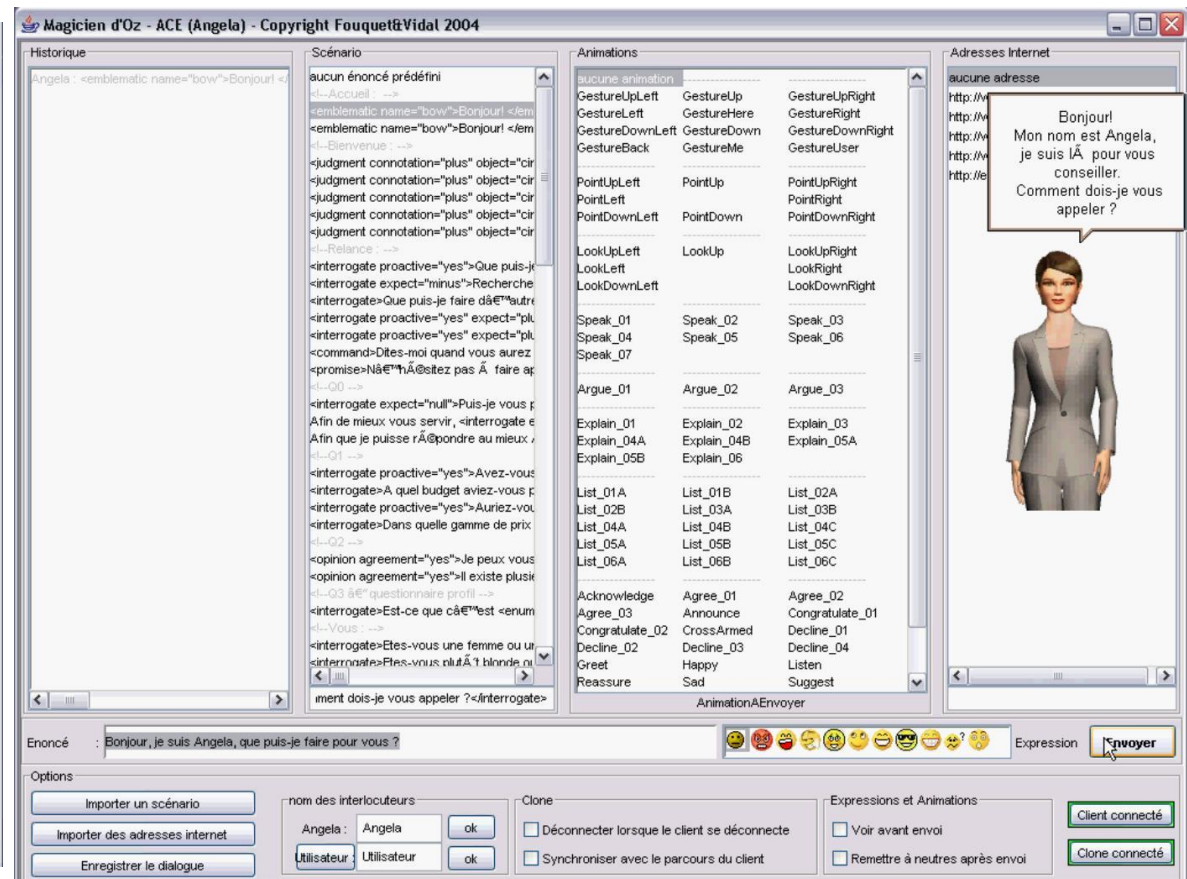 Magicien d'Oz - ACE (Angela) - Copyright Fouquet&Vidal 2004
Historique
Angela : <emblematic name="bow">Bonjour! </
Scénario
aucun énoncé prédéfini
<!--Accueil : -->
<emblematic name="bow">Bonjour! </em
<emblematic name="bow">Bonjour! </em
<!--Bienvenue : -->
<judgment connotation="plus" object="cir
<judgment connotation="plus" object="cir
<judgment connotation="plus" object="cir
<judgment connotation="plus" object="cir
<judgment connotation="plus" object="cir
<!--Relance : -->
<interrogate proactive="yes">Que puis-je
<interrogate expect="minus">Recherche
<interrogate>Que puis-je faire dâ€™autre
<interrogate proactive="yes" expect="plu
<interrogate proactive="yes" expect="plu
<command>Dites-moi quand vous aurez
<promise>Nâ€™hÃ©sitez pas Ã  faire ap
<!--Q0 -->
<interrogate expect="null">Puis-je vous p
Afin de mieux vous servir, <interrogate e
Afin que je puisse rÃ©pondre au mieux
<!--Q1 -->
<interrogate proactive="yes">Avez-vous
<interrogate>A quel budget aviez-vous p
<interrogate proactive="yes">Auriez-vou
<interrogate>Dans quelle gamme de prix
<!--Q2 -->
<opinion agreement="yes">Je peux vous
<opinion agreement="yes">Il existe plusie
<!--Q3 â€“ questionnaire profil -->
<interrogate>Est-ce que câ€™est <enum
<!--Vous : -->
<interrogate>Etes-vous une femme ou un
<interrogate>Etes-vous plutÃ´t blonde ou
ment dois-je vous appeler ?</interrogate>
Animations
aucune animation
GestureUpLeft GestureUp GestureUpRight
GestureLeft GestureHere GestureRight
GestureDownLeft GestureDown GestureDownRight
GestureBack GestureMe GestureUser
PointUpLeft PointUp PointUpRight
PointLeft PointRight
PointDownLeft PointDown PointDownRight
LookUpLeft LookUp LookUpRight
LookLeft LookRight
LookDownLeft LookDownRight
Speak_01 Speak_02 Speak_03
Speak_04 Speak_05 Speak_06
Speak_07
Argue_01 Argue_02 Argue_03
Explain_01 Explain_02 Explain_03
Explain_04A Explain_04B Explain_05A
Explain_05B Explain_06
List_01A List_01B List_02A
List_02B List_03A List_03B
List_04A List_04B List_04C
List_05A List_05B List_05C
List_06A List_06B List_06C
Acknowledge Agree_01 Agree_02
Agree_03 Announce Congratulate_01
Congratulate_02 CrossArmed Decline_01
Decline_02 Decline_03 Decline_04
Greet Happy Listen
Reassure Sad Suggest
AnimationAEnvoyer
Adresses Internet
aucune adresse
http://v
http://v
http://v
http://v
http://e
Bonjour!
Mon nom est Angela,
je suis lÃ  pour vous
conseiller.
Comment dois-je vous
appeler ?
Enoncé : Bonjour, je suis Angela, que puis-je faire pour vous ?
Expression
Envoyer
Options
Importer un scénario
Importer des adresses internet
Enregistrer le dialogue
nom des interlocuteurs
Angela : Angela ok
Utilisateur : Utilisateur ok
Clone
Déconnecter lorsque le client se déconnecte
Synchroniser avec le parcours du client
Expressions et Animations
Voir avant envoi
Remettre à neutres après envoi
Client connecté
Clone connecté